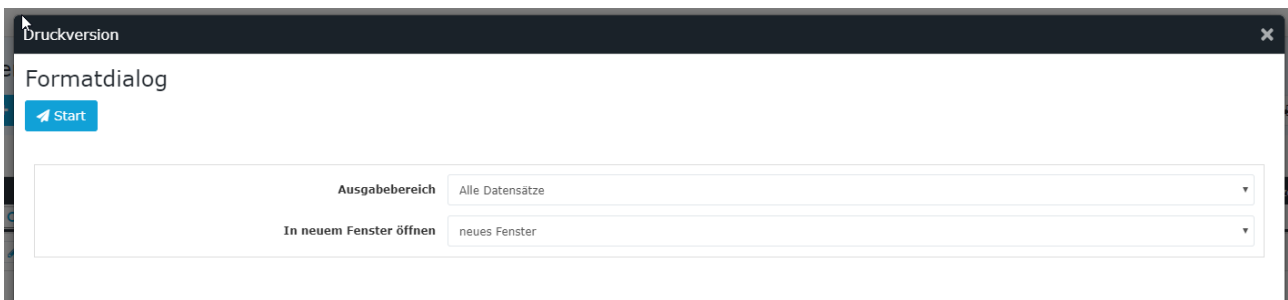 Druckversion
Formatdialog
Start
Ausgabebereich Alle Datensätze
In neuem Fenster öffnen neues Fenster